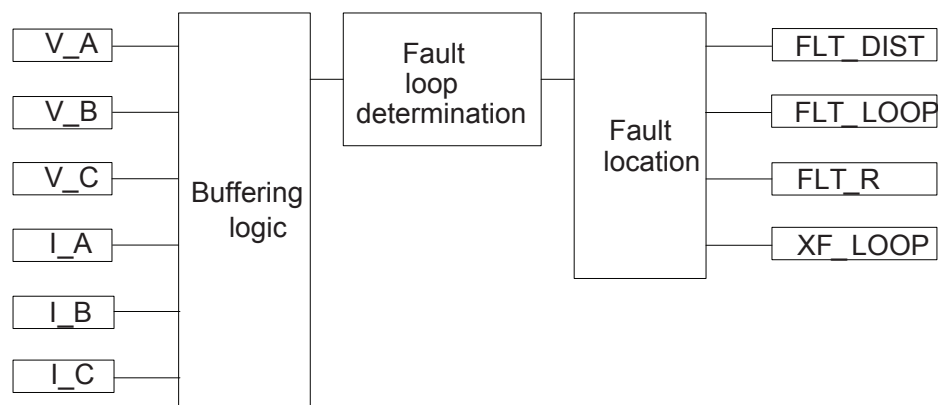 V_A
V_B
V_C
I_A
I_B
I_C
Buffering
logic
Fault
loop
determination
Fault
location
FLT_DIST
FLT_LOOP
FLT_R
XF_LOOP